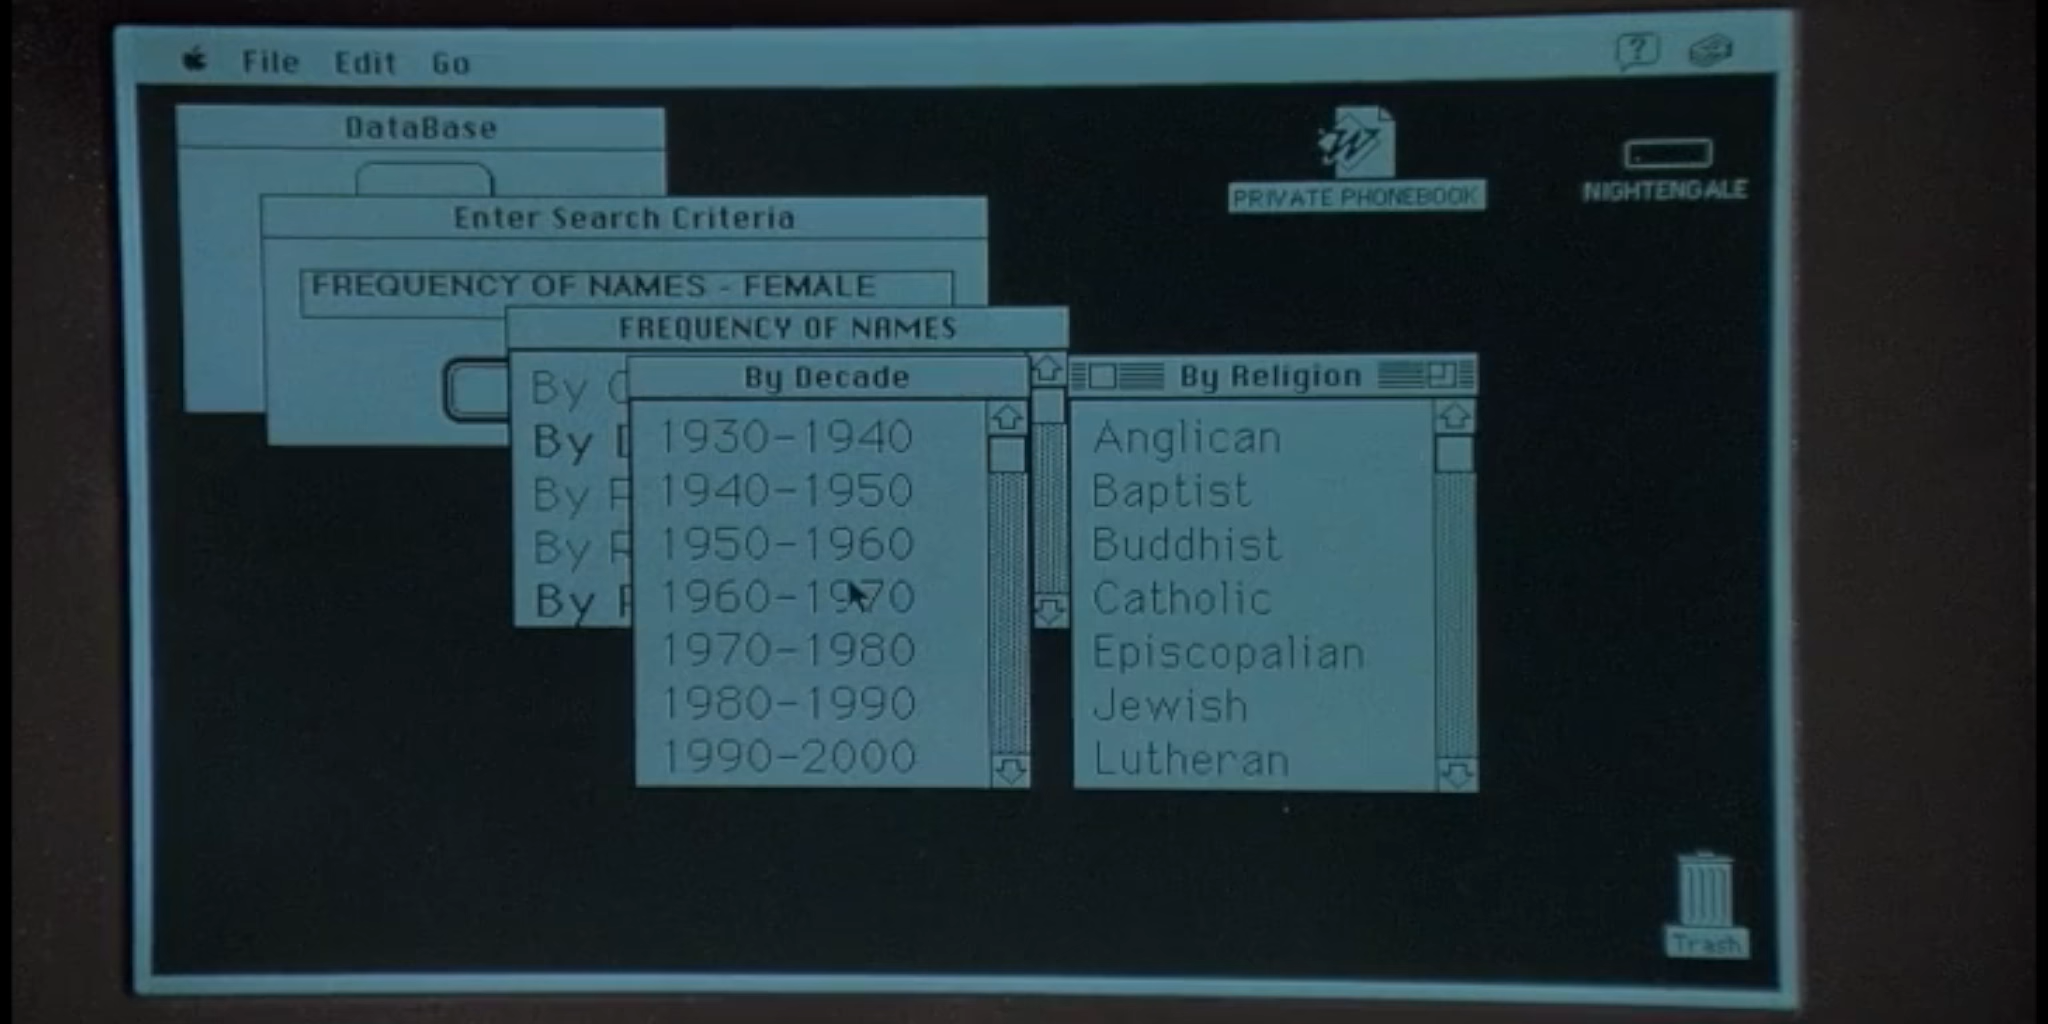 File Edit Go
DataBase
PRIVATE PHONEBOOK
NIGHTENGALE
Enter Search Criteria
FREQUENCY OF NAMES - FEMALE
FREQUENCY OF NAMES
By
By
By
By
By
By Decade
1930-1940
1940-1950
1950-1960
1960-1970
1970-1980
1980-1990
1990-2000
By Religion
Anglican
Baptist
Buddhist
Catholic
Episcopalian
Jewish
Lutheran
Trash